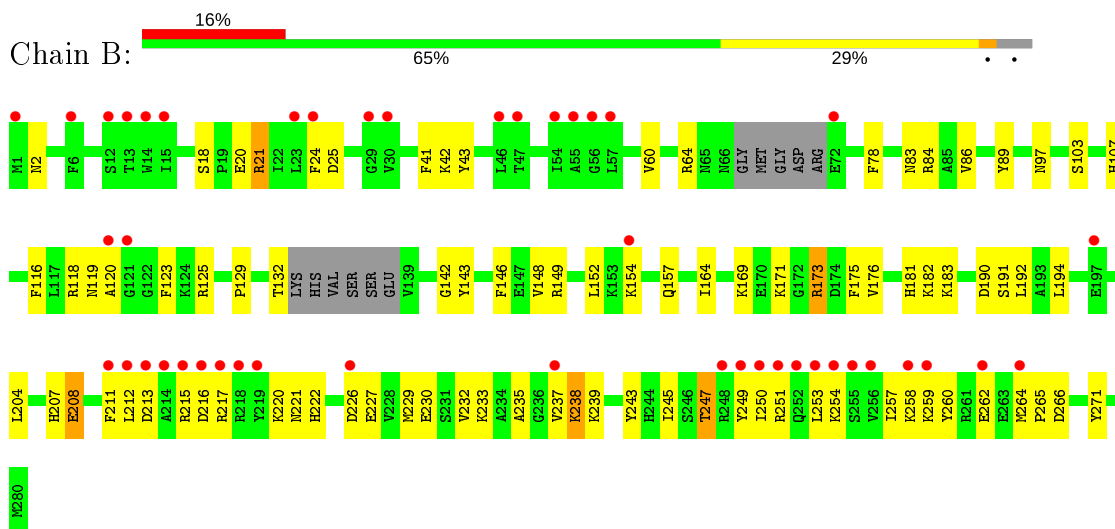 16%
Chain B:
65% 29% • •
M1 N2 F6 S12 T13 W14 I15 S18 P19 E20 R21 I22 L23 F24 D25 G29 V30 F41 K42 Y43 L46 T47 I54 A55 G56 L57 V60 R64 N65 N66 GLY MET GLY ASP ARG E72 F78 N83 R84 A85 V86 Y89 N97 S103 H107
F116 L117 R118 N119 A120 G121 G122 F123 K124 R125 P129 T132 LYS HIS VAL SER SER GLU V139 G142 Y143 F146 E147 V148 R149 L152 K153 K154 Q157 I164 K169 E170 K171 G172 R173 D174 F175 V176 H181 K182 K183 D190 S191 L192 A193 L194 E197
L204 H207 E208 F211 L212 D213 A214 R215 D216 R217 R218 Y219 K220 N221 H222 D226 E227 V228 M229 E230 S231 V232 K233 A234 A235 G236 V237 K238 K239 Y243 H244 I245 S246 T247 R248 Y249 I250 R251 Q252 L253 K254 S255 V256 I257 K258 K259 Y260 R261 E262 E263 M264 P265 D266 Y271
M280